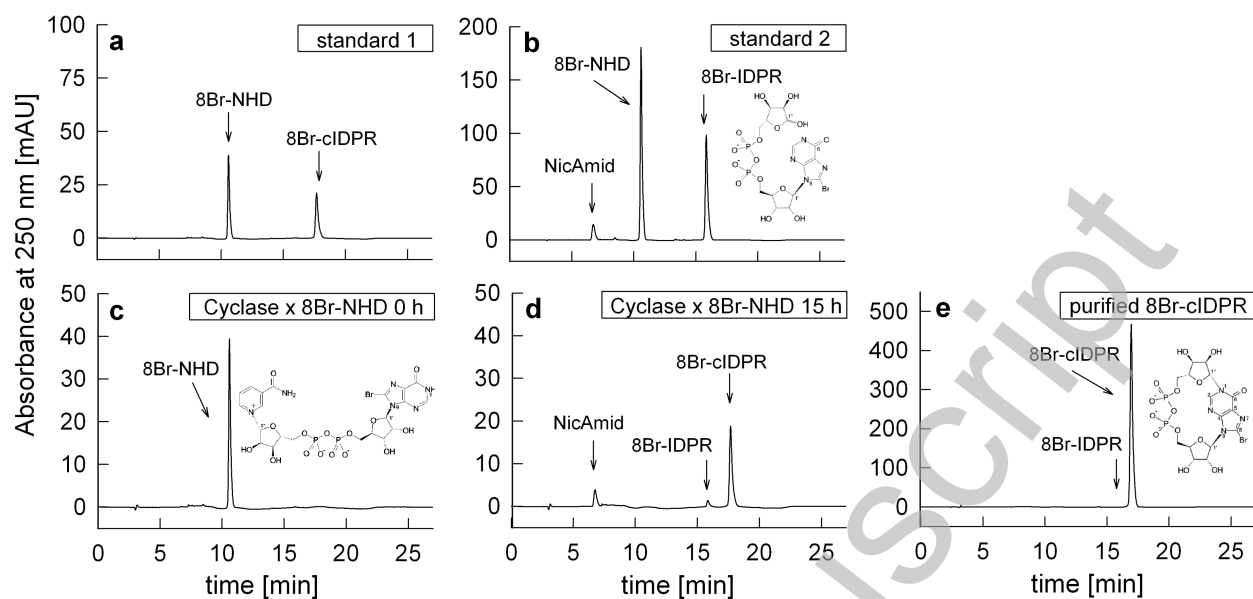 Absorbance at 250 nm [mAU]
a
standard 1
100
75
50
25
0
8Br-NHD
8Br-cIDPR
b
standard 2
200
150
100
50
0
8Br-NHD
8Br-IDPR
NicAmid
c
Cyclase x 8Br-NHD 0 h
50
40
30
20
10
0
8Br-NHD
0 5 10 15 20 25
time [min]
d
Cyclase x 8Br-NHD 15 h
50
40
30
20
10
0
8Br-cIDPR
NicAmid
8Br-IDPR
0 5 10 15 20 25
time [min]
e
purified 8Br-cIDPR
500
400
300
200
100
0
8Br-cIDPR
8Br-IDPR
0 5 10 15 20 25
time [min]
script